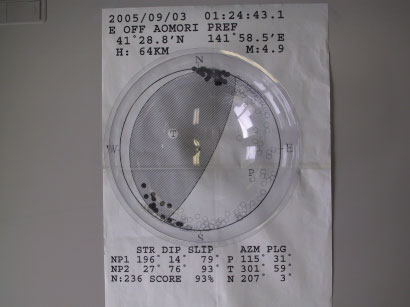 2005/09/03 01:24:43.1
E OFF AOMORI PREF
41°28.8'N 141°58.5'E
H: 64KM M:4.9
N
W T E
P
S
STR DIP SLIP AZM PLG
NP1 196° 14° 79° P 115° 31°
NP2 27° 76° 93° T 301° 59°
N:236 SCORE 93% N 207° 3°